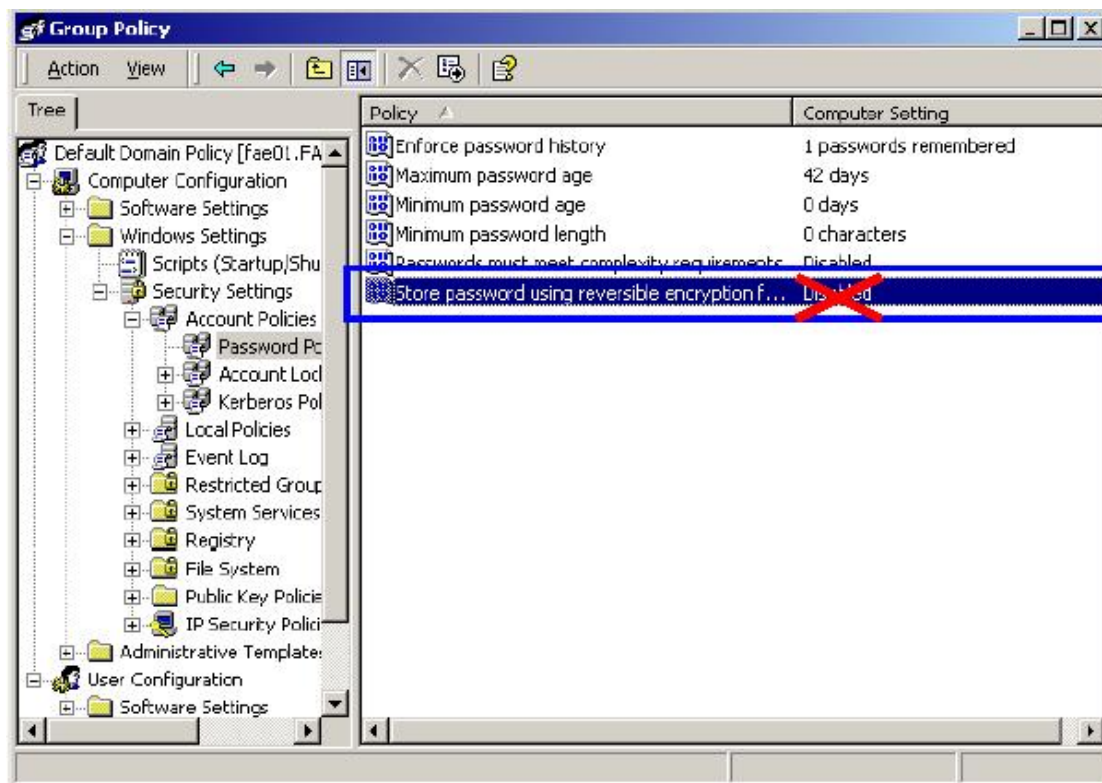 Group Policy
Action View
Tree
Policy Computer Setting
Default Domain Policy [fae01.FA
Computer Configuration
Software Settings
Windows Settings
Scripts (Startup/Shu
Security Settings
Account Policies
Password Po
Account Locl
Kerberos Pol
Local Policies
Event Log
Restricted Group
System Services
Registry
File System
Public Key Policie
IP Security Polici
Administrative Template
User Configuration
Software Settings
Enforce password history 1 passwords remembered
Maximum password age 42 days
Minimum password age 0 days
Minimum password length 0 characters
Passwords must meet complexity requirements Disabled
Store password using reversible encryption f... Disabled